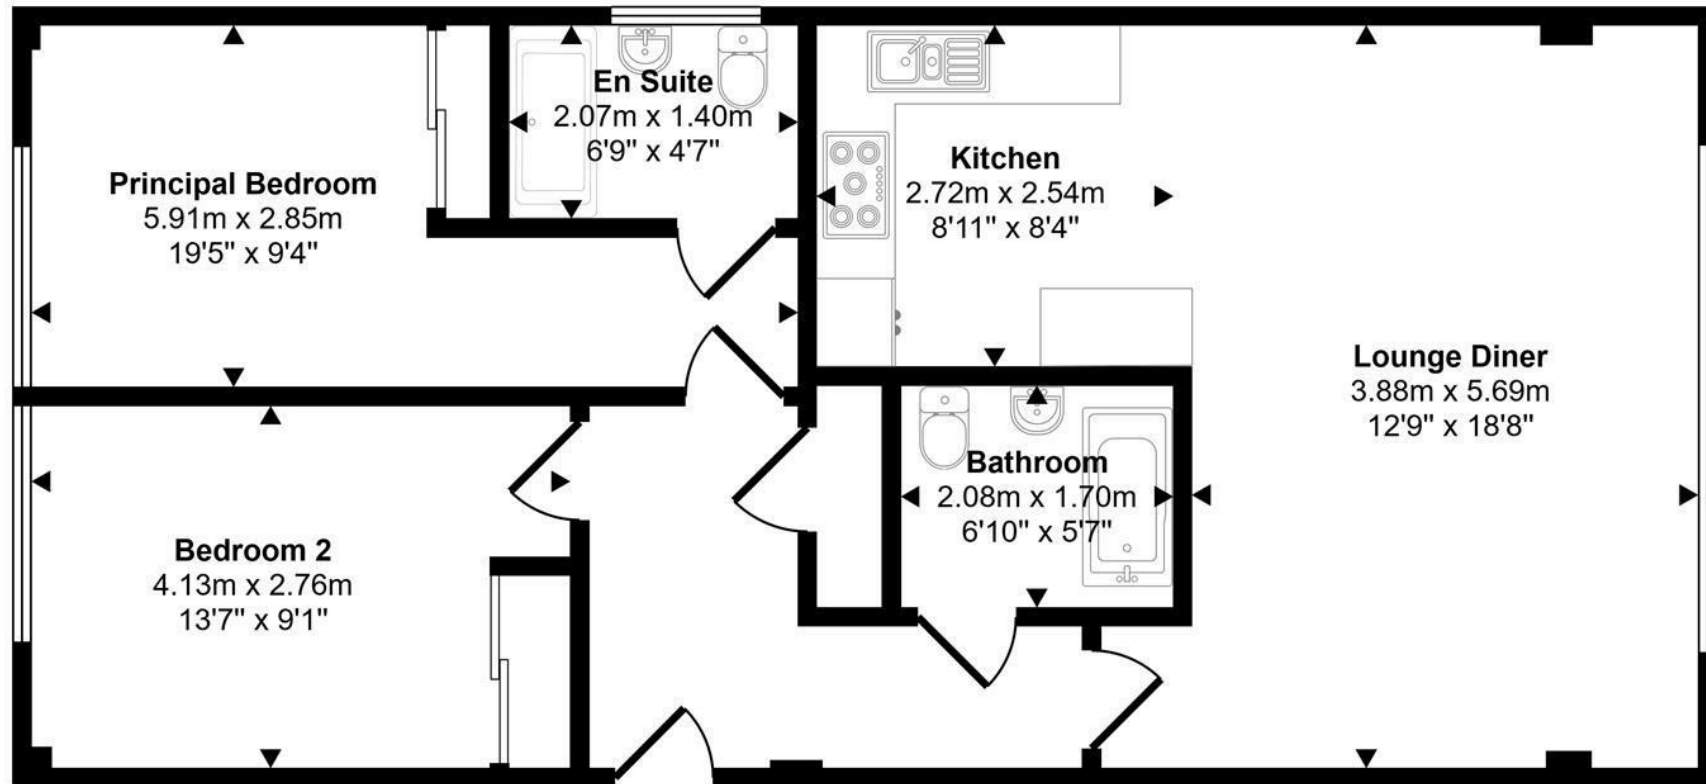 En Suite
2.07m x 1.40m
6'9" x 4'7"
Principal Bedroom
5.91m x 2.85m
19'5" x 9'4"
Kitchen
2.72m x 2.54m
8'11" x 8'4"
Lounge Diner
3.88m x 5.69m
12'9" x 18'8"
Bathroom
2.08m x 1.70m
6'10" x 5'7"
Bedroom 2
4.13m x 2.76m
13'7" x 9'1"